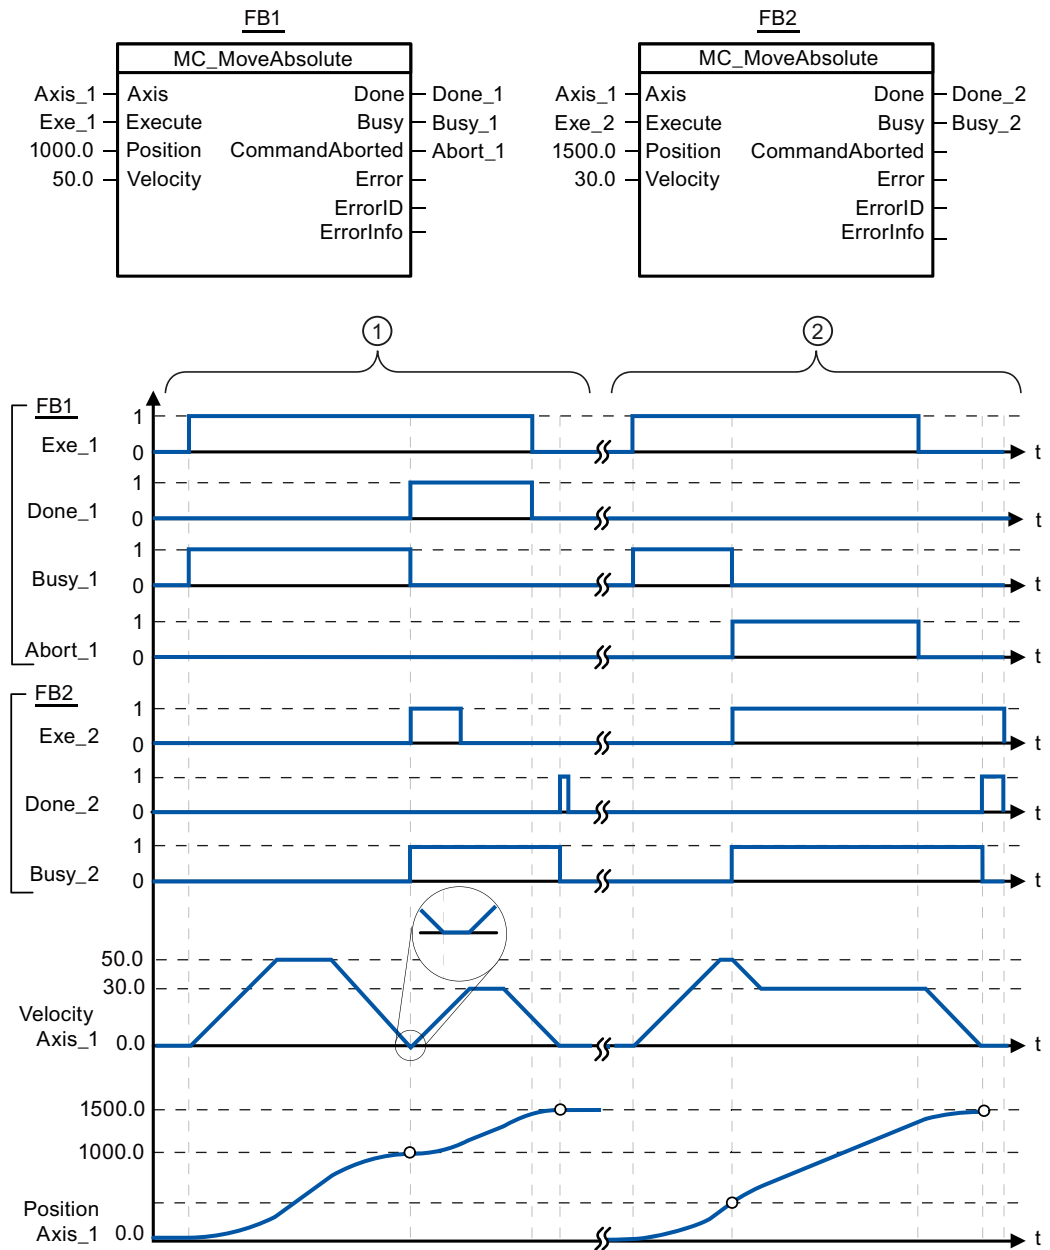 FB1 FB2
MC_MoveAbsolute MC_MoveAbsolute
Axis_1 Axis Done Done_1 Axis_1 Axis Done Done_2
Exe_1 Execute Busy Busy_1 Exe_2 Execute Busy Busy_2
1000.0 Position CommandAborted Abort_1 1500.0 Position CommandAborted
50.0 Velocity Error 30.0 Velocity Error
ErrorID ErrorID
ErrorInfo ErrorInfo
1 2
FB1
1
Exe_1
0 t
1
Done_1
0 t
1
Busy_1
0 t
1
Abort_1
0 t
FB2
1
Exe_2
0 t
1
Done_2
0 t
1
Busy_2
0 t
50.0
30.0
Velocity
Axis_1 0.0 t
1500.0
1000.0
Position
Axis_1 0.0 t